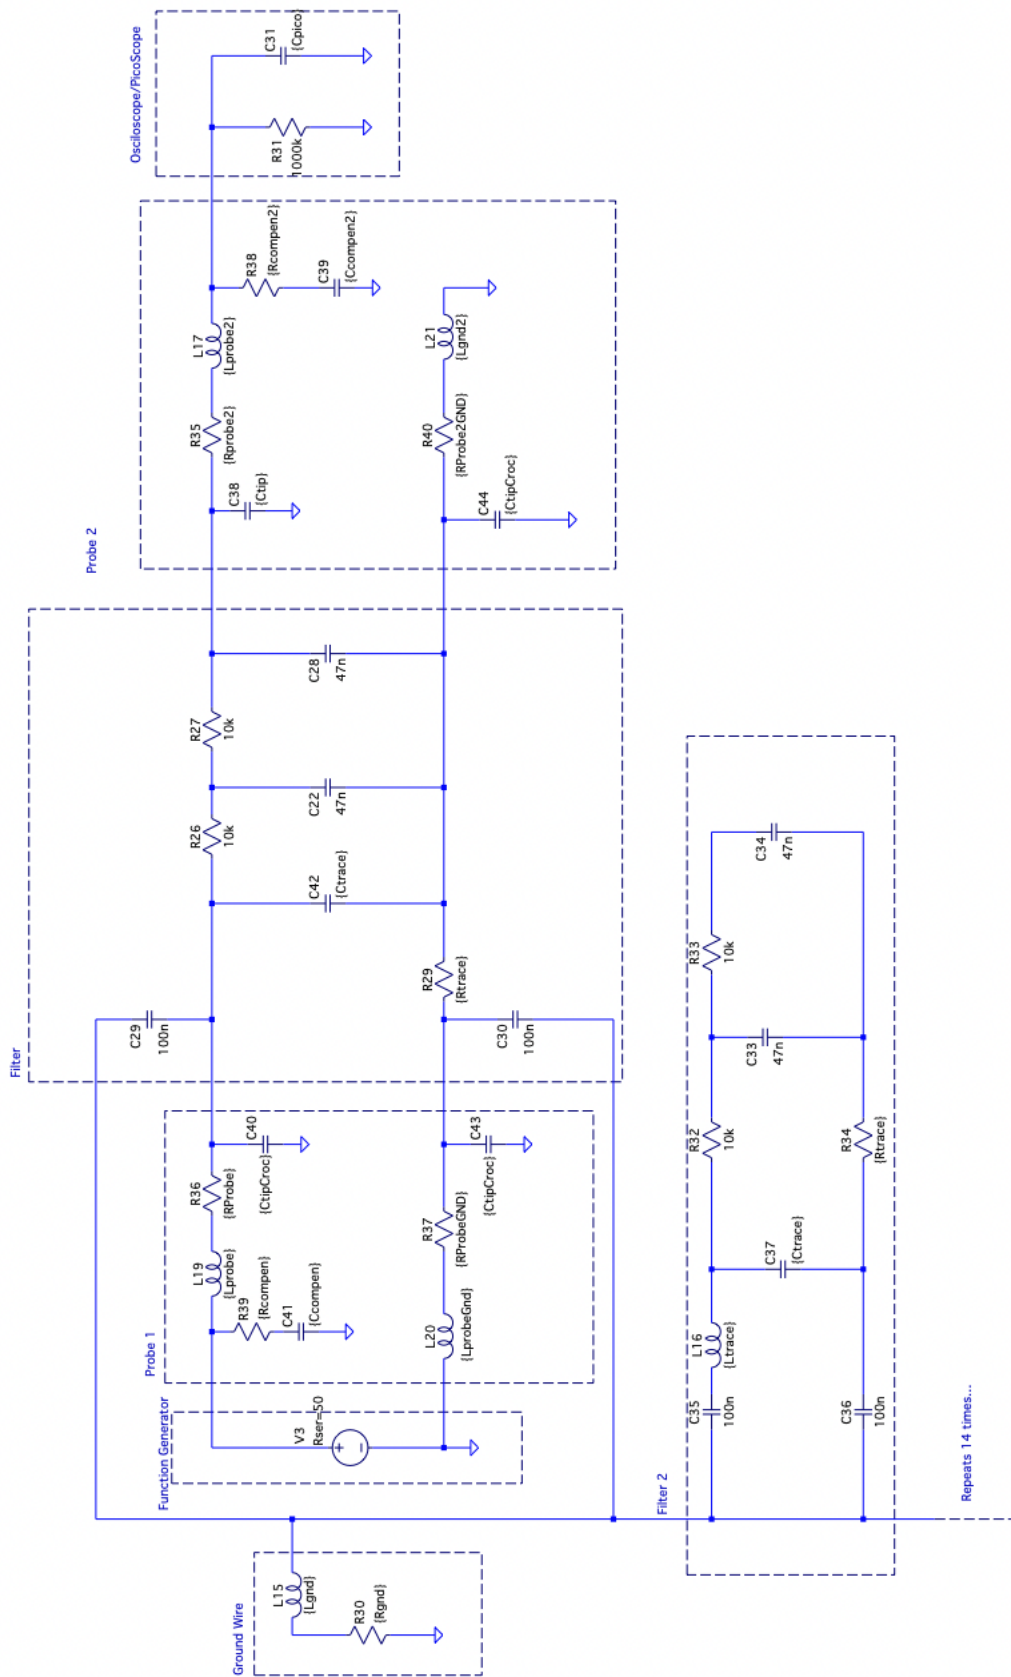 Osciloscope/PicoScope
C31
{Cpico}
R31
1000k
Probe 2
L17
{Lprobe2}
R38
{Rcompen2}
C39
{Ccompen2}
R35
{Rprobe2}
C38
{Ctip}
L21
{Lgnd2}
R40
{RProbe2GND}
C44
{CtipCroc}
Filter
R27
10k
C28
47n
R26
10k
C22
47n
C42
{Ctrace}
R29
{Rtrace}
C29
100n
C30
100n
Probe 1
R36
{RProbe}
C40
{CtipCroc}
L19
{Lprobe}
R39
{Rcompen}
C41
{Ccompen}
C43
{CtipCroc}
R37
{RProbeGND}
L20
{LprobeGnd}
Function Generator
V3
Rser=50
Ground Wire
L15
{Lgnd}
R30
{Rgnd}
Filter 2
C34
47n
R33
10k
C33
47n
R32
10k
R34
{Rtrace}
C37
{Ctrace}
L16
{Ltrace}
C35
100n
C36
100n
Repeats 14 times...